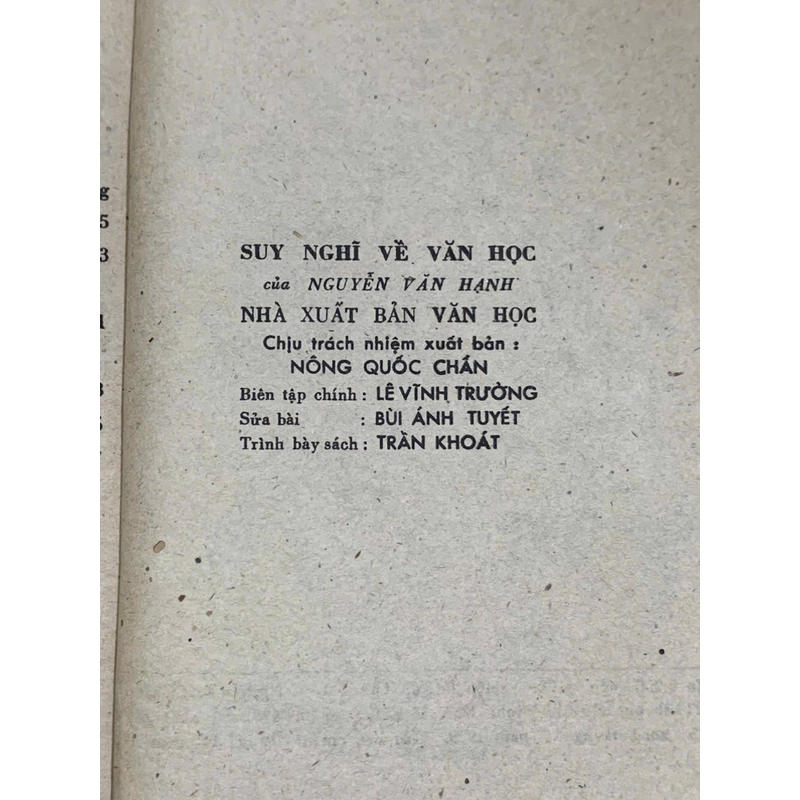 SUY NGHĨ VỀ VĂN HỌC
của NGUYỄN VĂN HẠNH
NHÀ XUẤT BẢN VĂN HỌC
Chịu trách nhiệm xuất bản :
NÔNG QUỐC CHẤN
Biên tập chính : LÊ VĨNH TRƯỜNG
Sửa bài : BÙI ÁNH TUYẾT
Trình bày sách : TRẦN KHOÁT